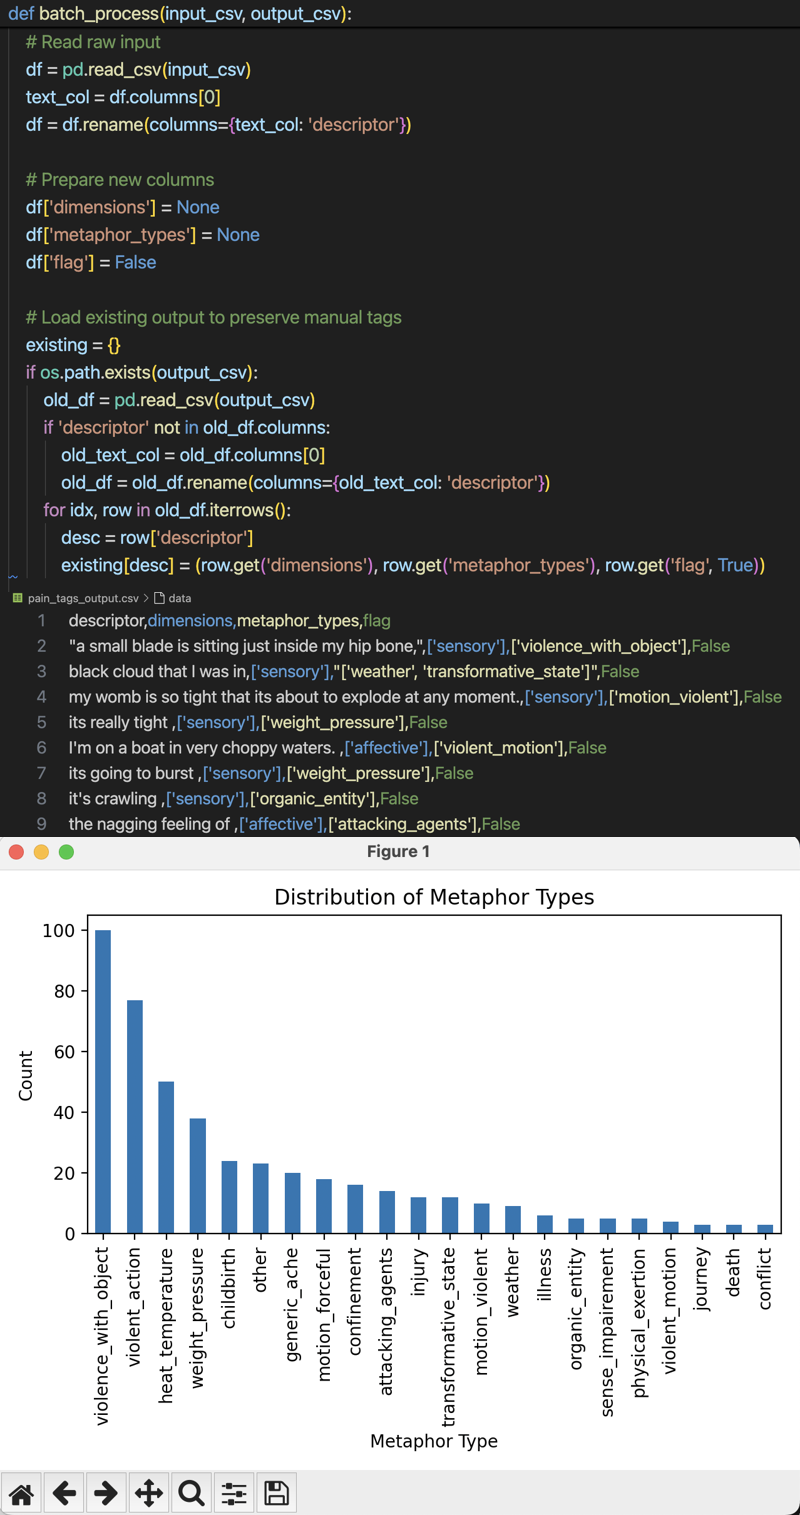 def batch_process(input_csv, output_csv):
# Read raw input
df = pd.read_csv(input_csv)
text_col = df.columns[0]
df = df.rename(columns={text_col: 'descriptor'})
# Prepare new columns
df['dimensions'] = None
df['metaphor_types'] = None
df['flag'] = False
# Load existing output to preserve manual tags
existing = {}
if os.path.exists(output_csv):
old_df = pd.read_csv(output_csv)
if 'descriptor' not in old_df.columns:
old_text_col = old_df.columns[0]
old_df = old_df.rename(columns={old_text_col: 'descriptor'})
for idx, row in old_df.iterrows():
desc = row['descriptor']
existing[desc] = (row.get('dimensions'), row.get('metaphor_types'), row.get('flag', True))
pain_tags_output.csv > data
1 descriptor,dimensions,metaphor_types,flag
2 "a small blade is sitting just inside my hip bone,",['sensory'],['violence_with_object'],False
3 black cloud that I was in,['sensory'],"['weather', 'transformative_state']",False
4 my womb is so tight that its about to explode at any moment.,['sensory'],['motion_violent'],False
5 its really tight ,['sensory'],['weight_pressure'],False
6 I'm on a boat in very choppy waters. ,['affective'],['violent_motion'],False
7 its going to burst ,['sensory'],['weight_pressure'],False
8 it's crawling ,['sensory'],['organic_entity'],False
9 the nagging feeling of ,['affective'],['attacking_agents'],False
Figure 1
Distribution of Metaphor Types
100
80
60
40
20
0
Count
violence_with_object
violent_action
heat_temperature
weight_pressure
childbirth
other
generic_ache
motion_forceful
confinement
attacking_agents
injury
transformative_state
motion_violent
weather
illness
organic_entity
sense_impairement
physical_exertion
violent_motion
journey
death
conflict
Metaphor Type